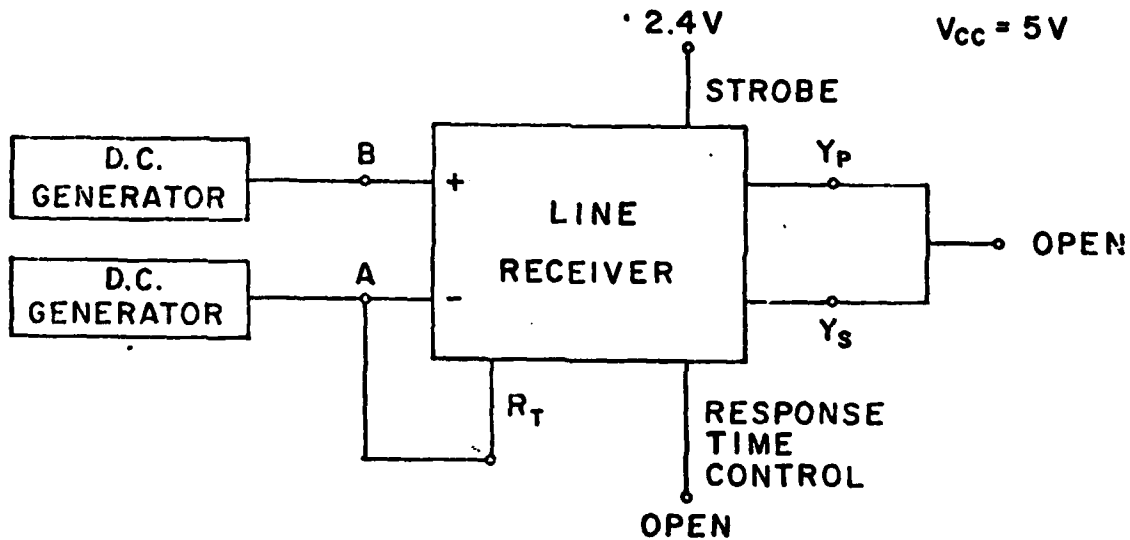 2.4V
VCC = 5V
STROBE
D.C.
GENERATOR
B
+
YP
LINE
RECEIVER
OPEN
D.C.
GENERATOR
A
-
YS
RT
RESPONSE
TIME
CONTROL
OPEN